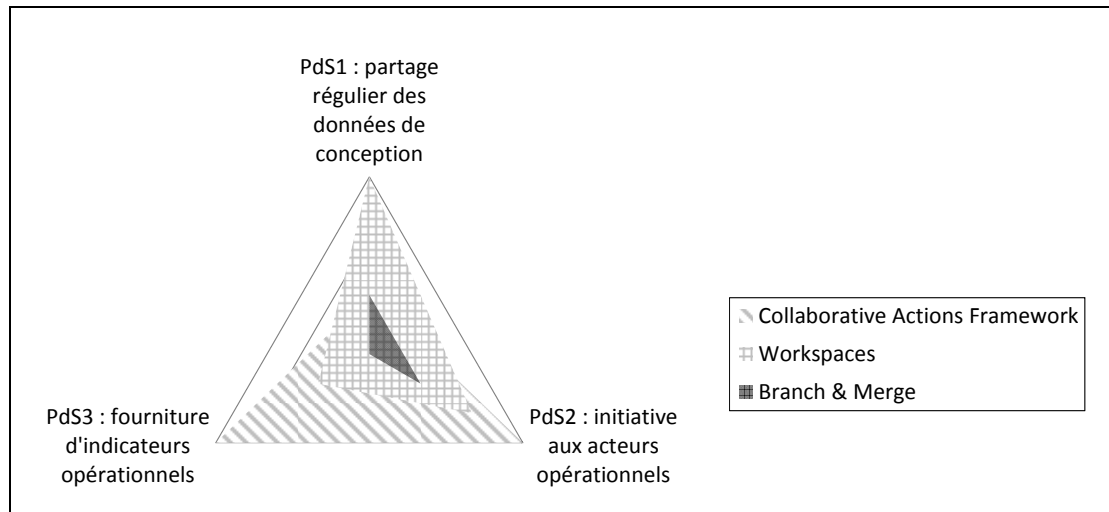 PdS1 : partage
régulier des
données de
conception
Collaborative Actions Framework
Workspaces
Branch & Merge
PdS3 : fourniture
d'indicateurs
opérationnels
PdS2 : initiative
aux acteurs
opérationnels